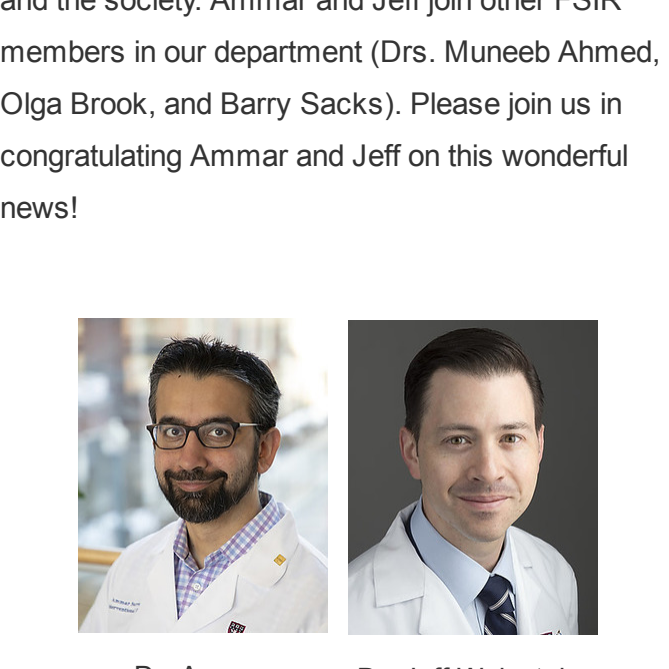 and the society. Ammar and Jeff join other FSIR
members in our department (Drs. Muneeb Ahmed,
Olga Brook, and Barry Sacks). Please join us in
congratulating Ammar and Jeff on this wonderful
news!